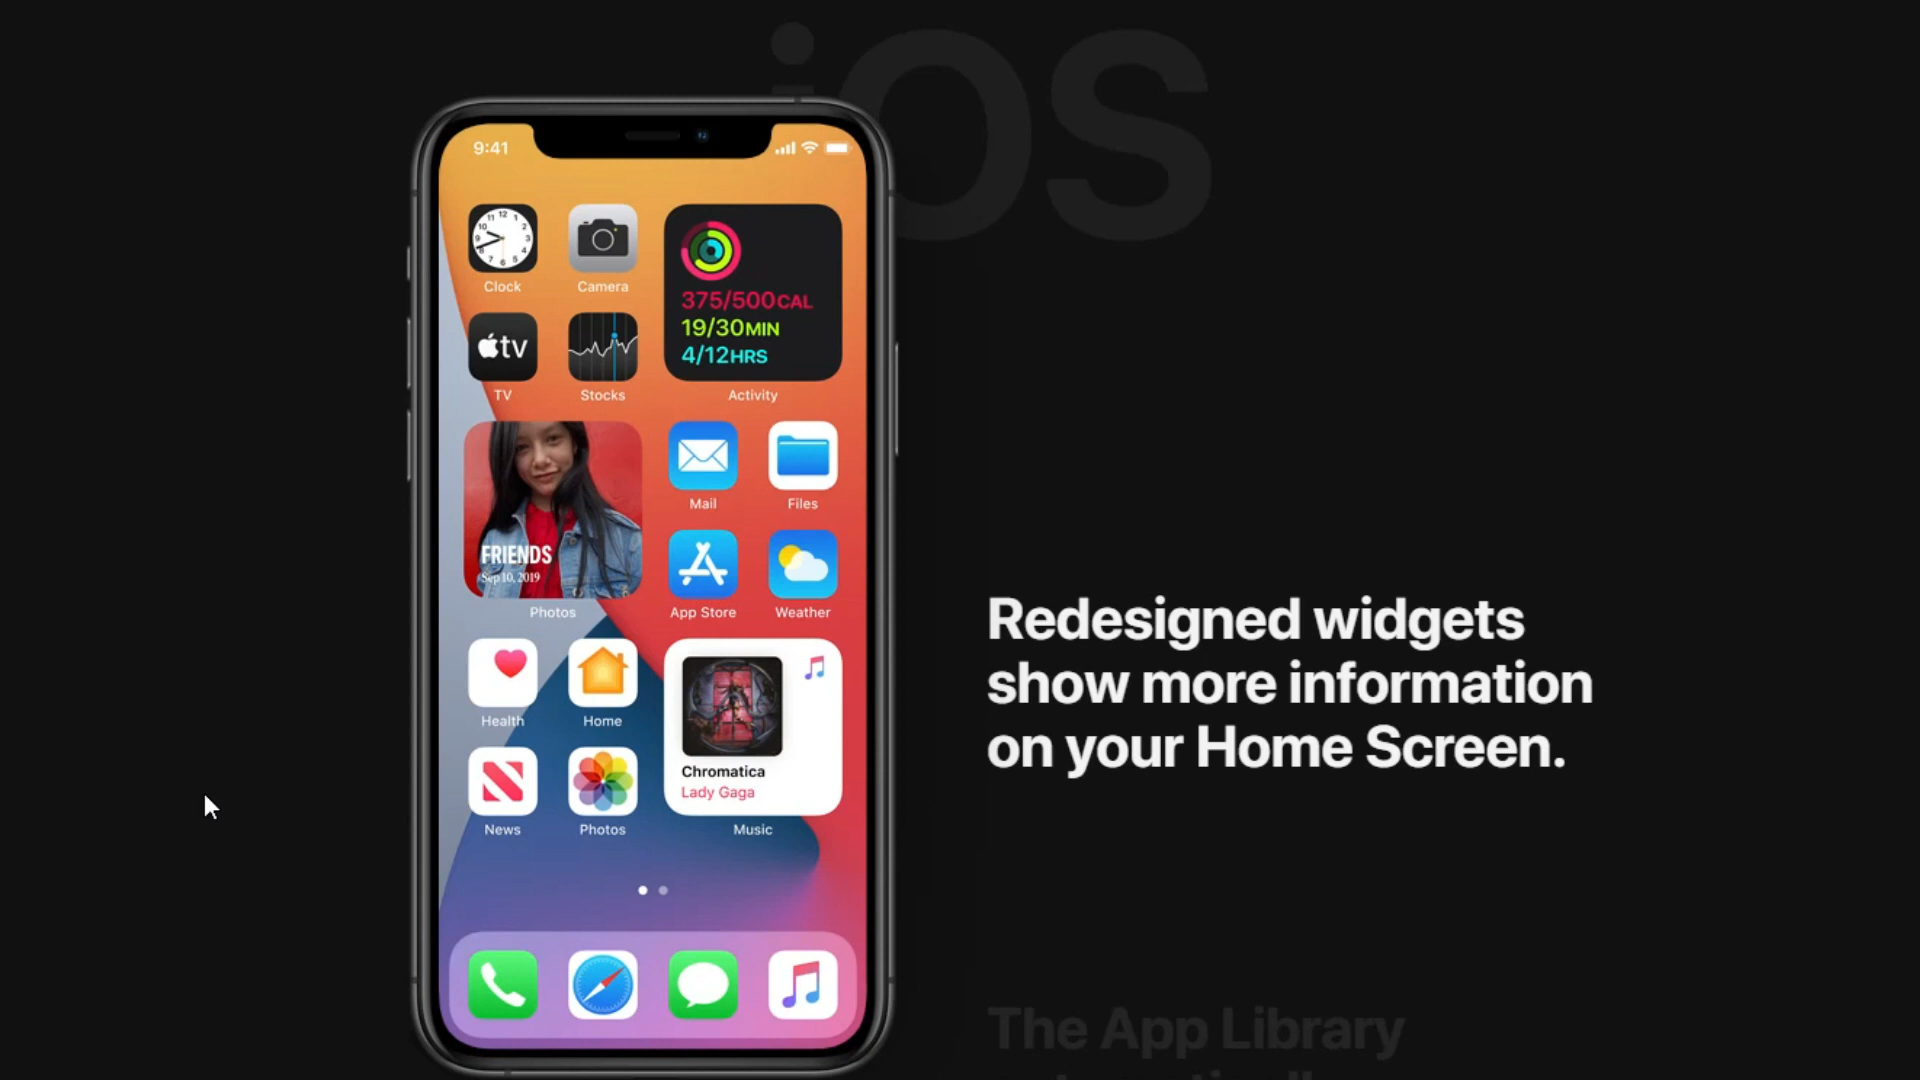 iOS
9:41
Clock
Camera
375/500CAL
19/30MIN
4/12HRS
tv
TV
Stocks
Activity
FRIENDS
Sep 10, 2019
Mail
Files
Photos
App Store
Weather
Health
Home
Chromatica
Lady Gaga
News
Photos
Music
Redesigned widgets
show more information
on your Home Screen.
The App Library